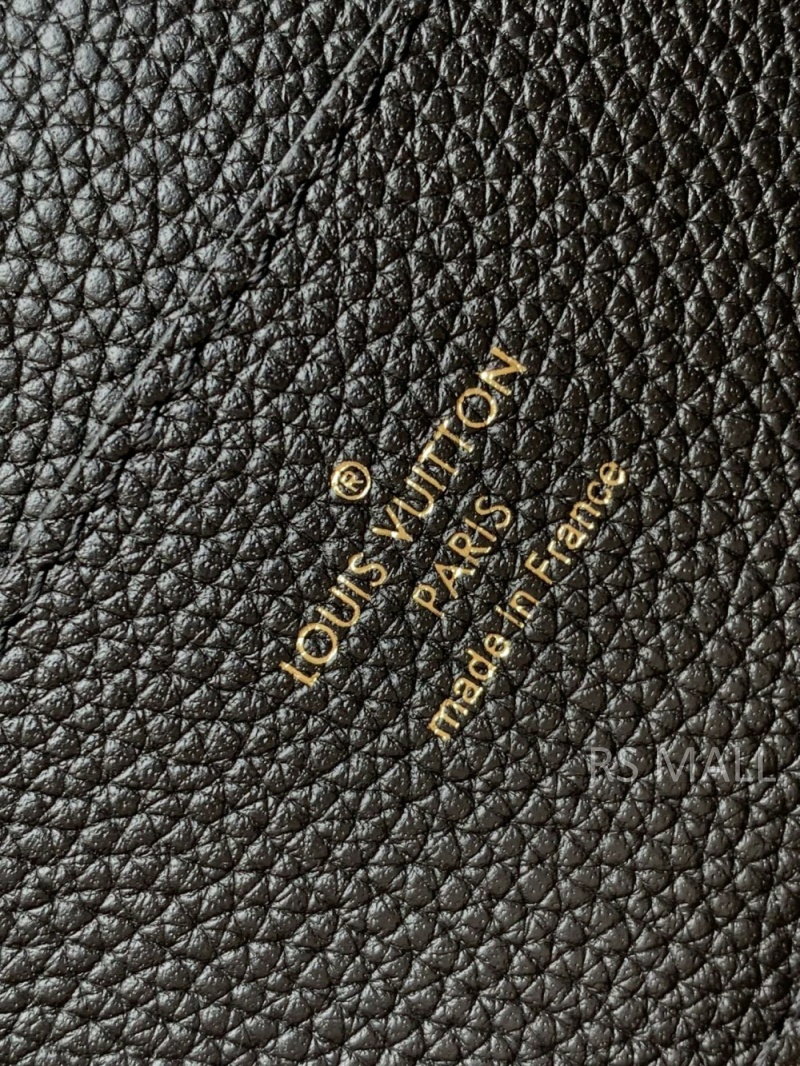 ®
LOUIS VUITTON
PARIS
made in France
RS MALL